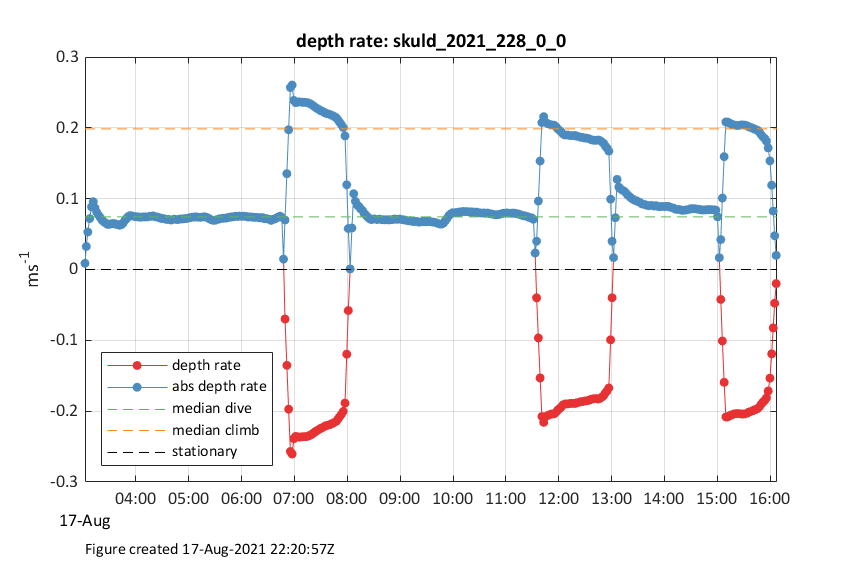 depth rate: skuld_2021_228_0_0
0.3
0.2
0.1
0
-0.1
-0.2
-0.3
ms-1
depth rate
abs depth rate
median dive
median climb
stationary
04:00 05:00 06:00 07:00 08:00 09:00 10:00 11:00 12:00 13:00 14:00 15:00 16:00
17-Aug
Figure created 17-Aug-2021 22:20:57Z